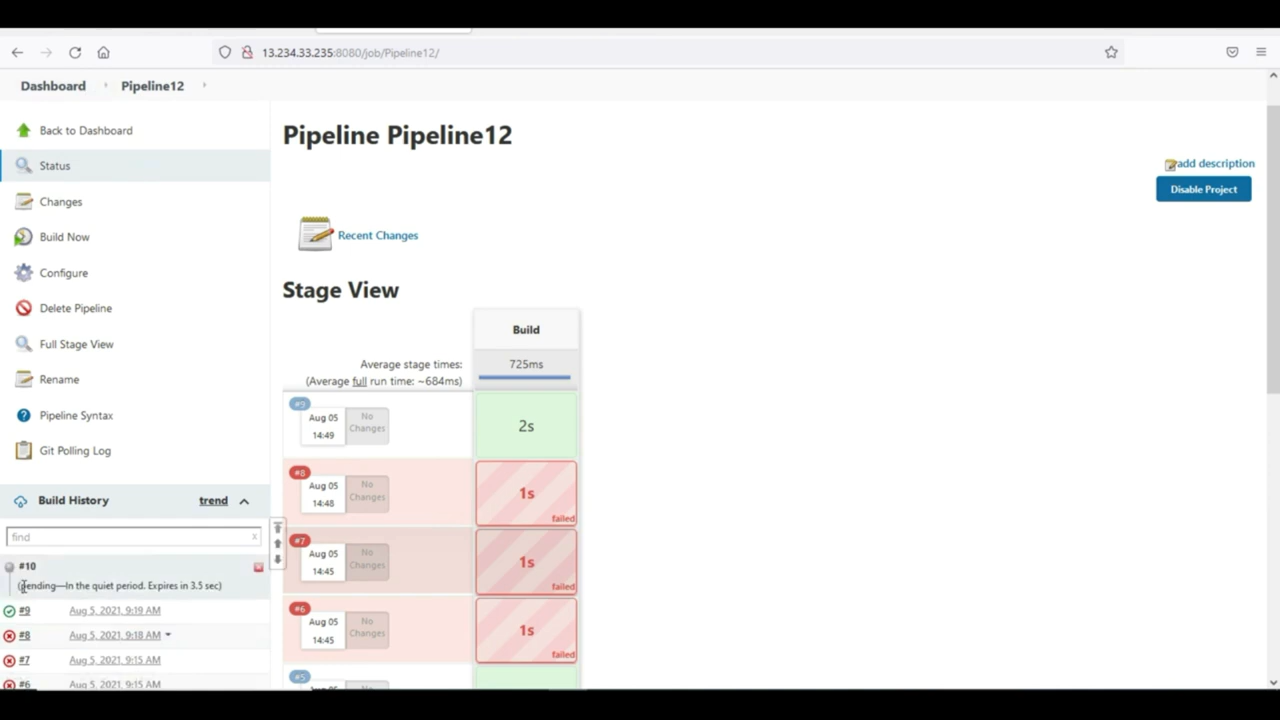 13.234.33.235:8080/job/Pipeline12/
Dashboard
Pipeline12
Back to Dashboard
Status
Changes
Build Now
Configure
Delete Pipeline
Full Stage View
Rename
Pipeline Syntax
Git Polling Log
Build History
trend
find
x
#10
(pending—In the quiet period. Expires in 3.5 sec)
#9 Aug 5, 2021, 9:19 AM
#8 Aug 5, 2021, 9:18 AM
#7 Aug 5, 2021, 9:15 AM
#6 Aug 5, 2021, 9:15 AM
Pipeline Pipeline12
add description
Disable Project
Recent Changes
Stage View
Build
Average stage times:
(Average full run time: ~684ms)
725ms
#9
Aug 05
14:49
No
Changes
2s
#8
Aug 05
14:48
No
Changes
1s
failed
#7
Aug 05
14:45
No
Changes
1s
failed
#6
Aug 05
14:45
No
Changes
1s
failed
#5